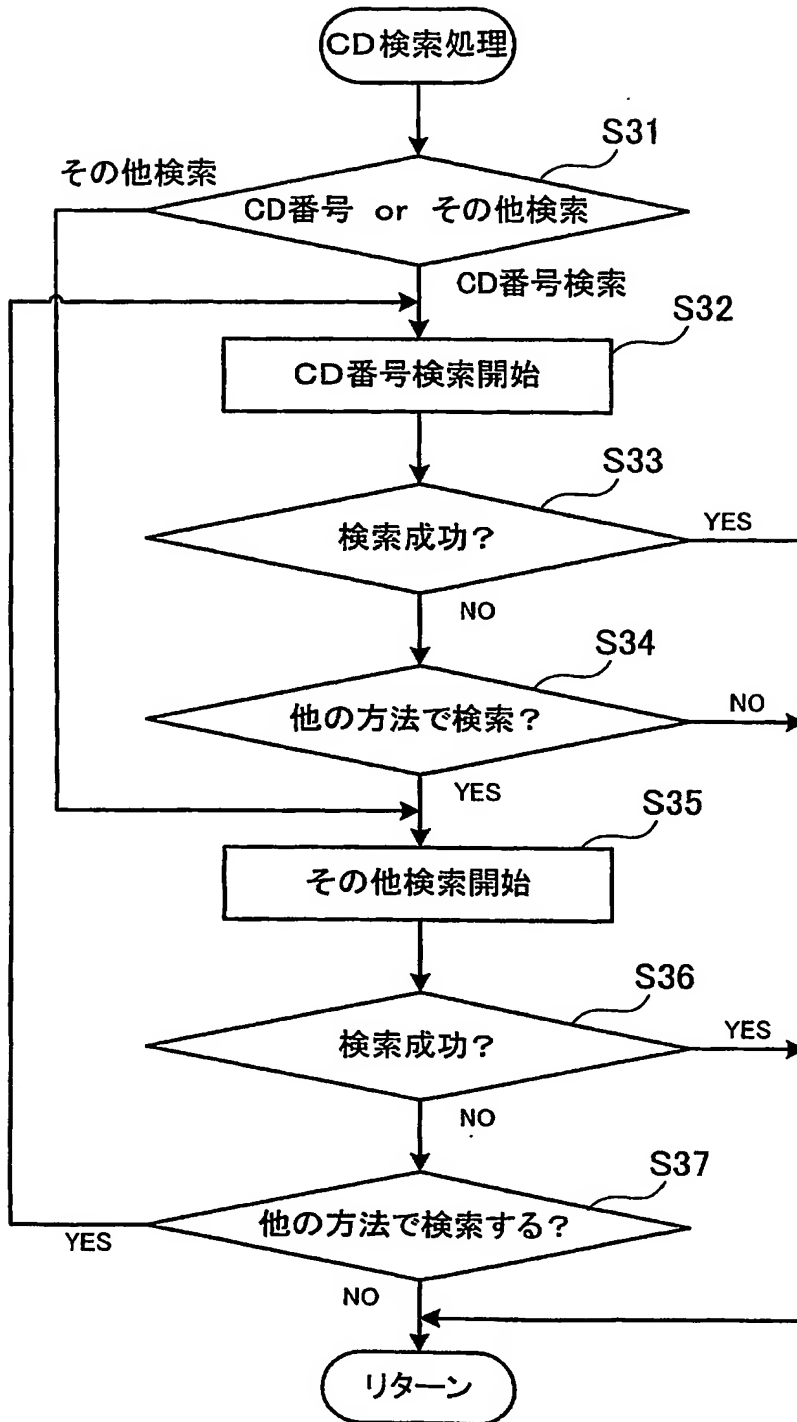 CD検索処理
S31
その他検索
CD番号 or その他検索
CD番号検索
S32
CD番号検索開始
S33
検索成功?
YES
NO
S34
他の方法で検索?
NO
YES
S35
その他検索開始
S36
検索成功?
YES
NO
S37
他の方法で検索する?
YES
NO
リターン